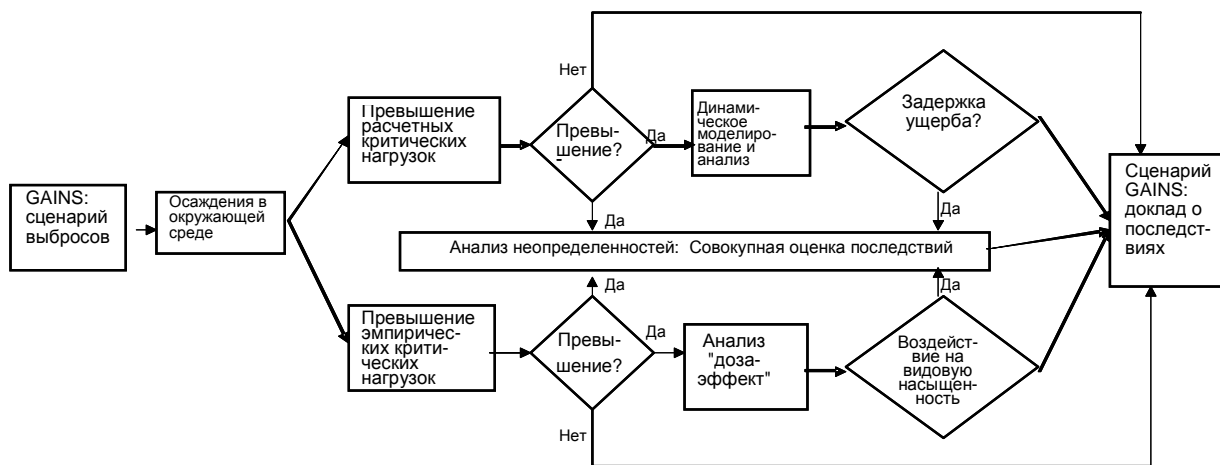 GAINS:
сценарий
выбросов
Осаждения в
окружающей
среде
Превышение
расчетных
критических
нагрузок
Нет
Превы-
шение?
Да
Динами-
ческое
моделирование и
анализ
Задержка
ущерба?
Да
Да
Анализ неопределенностей: Совокупная оценка последствий
Да
Да
Превышение
эмпиричес-
ких крити-
ческих
нагрузок
Превы-
шение?
Да
Анализ
"доза-
эффект"
Воздейст-
вие на
видовую
насыщен-
ность
Нет
Сценарий
GAINS:
доклад о
последст-
виях